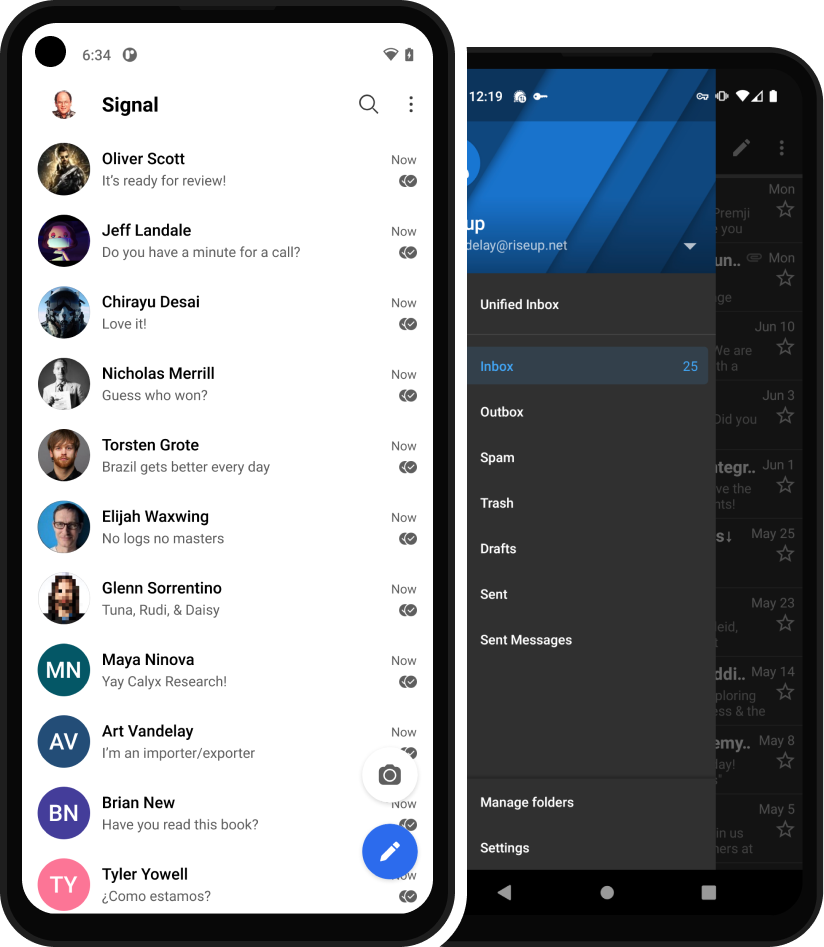 6:34
Signal
Oliver Scott
Now
It’s ready for review!
Jeff Landale
Now
Do you have a minute for a call?
Chirayu Desai
Now
Love it!
Nicholas Merrill
Now
Guess who won?
Torsten Grote
Now
Brazil gets better every day
Elijah Waxwing
Now
No logs no masters
Glenn Sorrentino
Now
Tuna, Rudi, & Daisy
MN
Maya Ninova
Now
Yay Calyx Research!
AV
Art Vandelay
Now
I’m an importer/exporter
BN
Brian New
Now
Have you read this book?
TY
Tyler Yowell
¿Como estamos?
12:19
up
delay@riseup.net
Unified Inbox
Inbox 25
Outbox
Spam
Trash
Drafts
Sent
Sent Messages
Manage folders
Settings
Mon
Premji
e you
un.. Mon
ge
Jun 10
We are
th a
Jun 3
Did you
ntegr.. Jun 1
ve the
nts!
May 25
s↓
May 23
eid,
t
ddi.. May 14
ploring
ess & the
emy.. May 8
lay!
May 5
in us
ners at